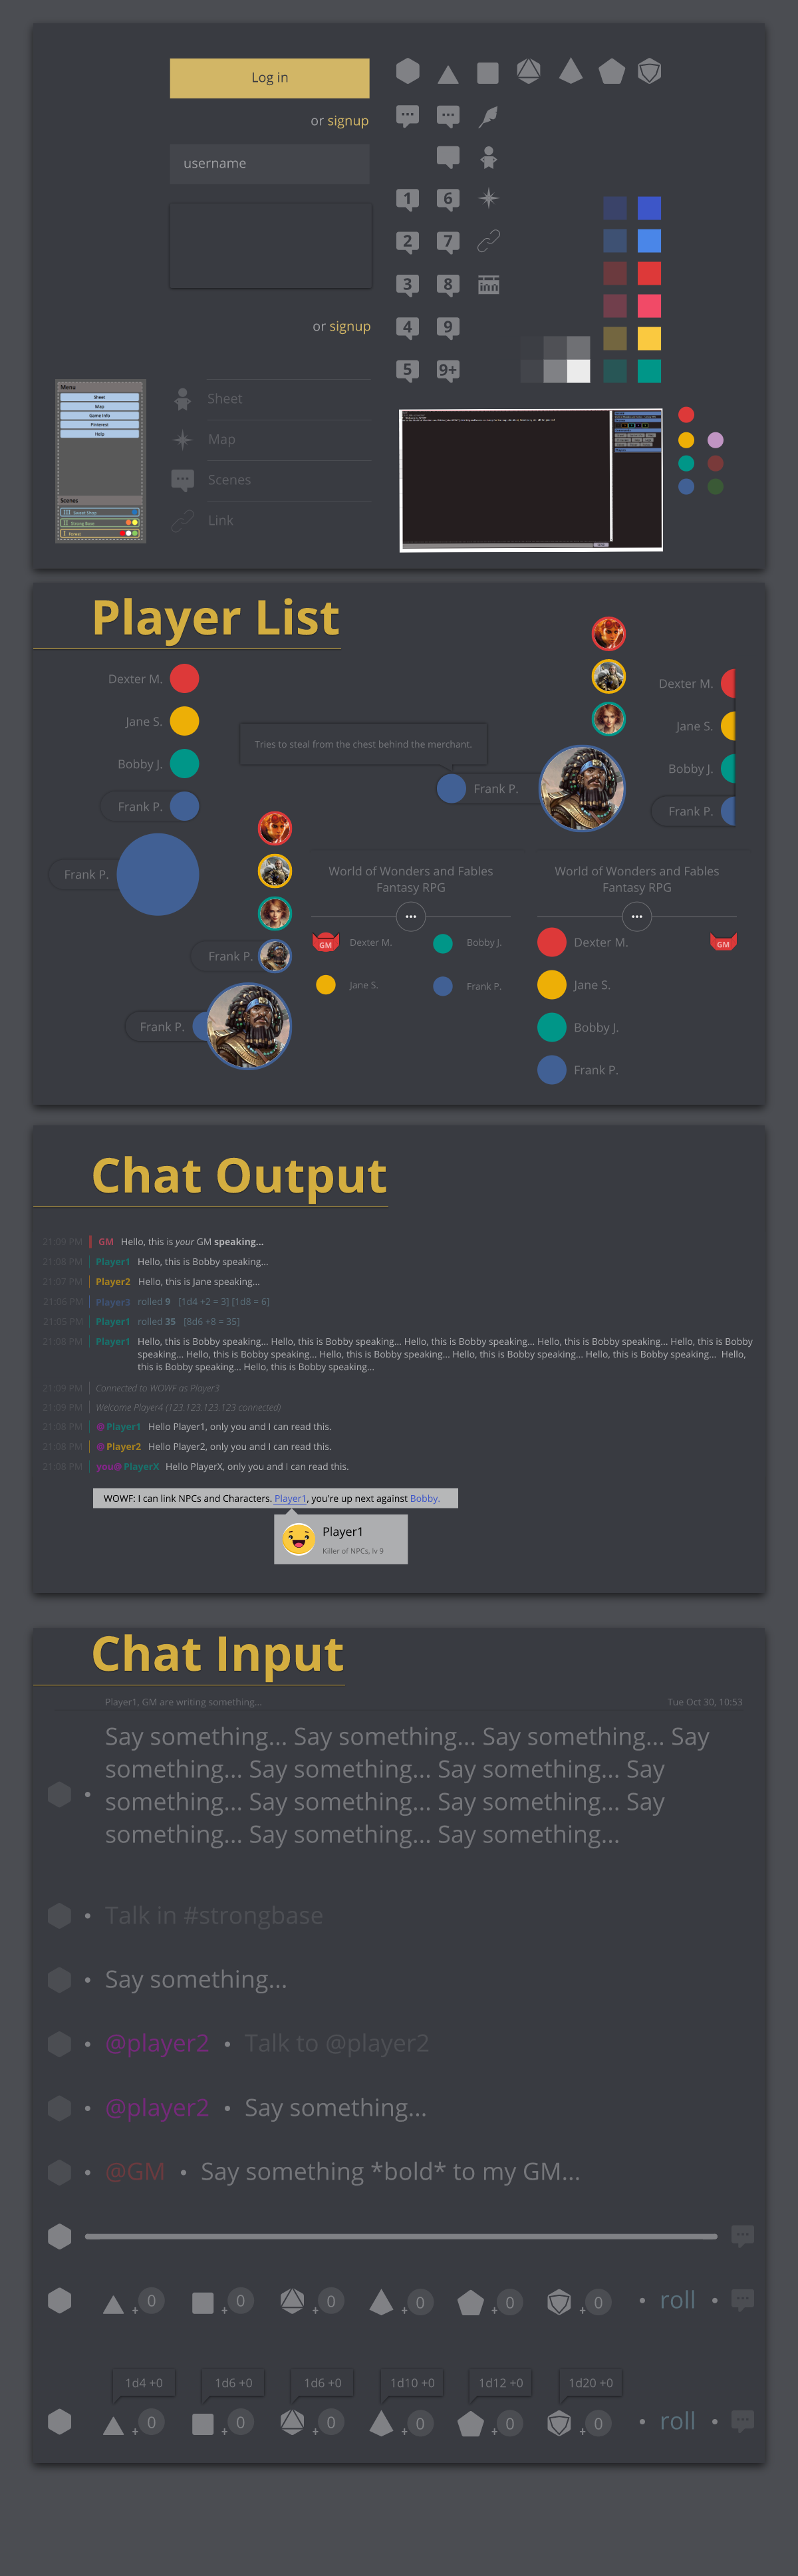 Log in
or signup
username
or signup
1 6
2 7
3 8
4 9
5 9+
inn
Menu
Sheet
Map
Game Info
Pinterest
Help
Scenes
Sweet Shop
Strong Base
Forest
Sheet
Map
Scenes
Link
Player List
Dexter M.
Jane S.
Bobby J.
Frank P.
Frank P.
Frank P.
Frank P.
Tries to steal from the chest behind the merchant.
Frank P.
Dexter M.
Jane S.
Bobby J.
Frank P.
World of Wonders and Fables
Fantasy RPG
GM Dexter M. Bobby J.
Jane S. Frank P.
World of Wonders and Fables
Fantasy RPG
Dexter M. GM
Jane S.
Bobby J.
Frank P.
Chat Output
21:09 PM GM Hello, this is your GM speaking...
21:08 PM Player1 Hello, this is Bobby speaking...
21:07 PM Player2 Hello, this is Jane speaking...
21:06 PM Player3 rolled 9 [1d4 +2 = 3] [1d8 = 6]
21:05 PM Player1 rolled 35 [8d6 +8 = 35]
21:08 PM Player1 Hello, this is Bobby speaking... Hello, this is Bobby speaking... Hello, this is Bobby speaking... Hello, this is Bobby speaking... Hello, this is Bobby
speaking... Hello, this is Bobby speaking... Hello, this is Bobby speaking... Hello, this is Bobby speaking... Hello, this is Bobby speaking... Hello,
this is Bobby speaking... Hello, this is Bobby speaking...
21:09 PM Connected to WOWF as Player3
21:09 PM Welcome Player4 (123.123.123.123 connected)
21:08 PM @Player1 Hello Player1, only you and I can read this.
21:08 PM @Player2 Hello Player2, only you and I can read this.
21:08 PM you@PlayerX Hello PlayerX, only you and I can read this.
WOWF: I can link NPCs and Characters. Player1, you're up next against Bobby.
Player1
Killer of NPCs, lv 9
Chat Input
Player1, GM are writing something... Tue Oct 30, 10:53
Say something... Say something... Say something... Say
something... Say something... Say something... Say
something... Say something... Say something... Say
something... Say something... Say something...
• Talk in #strongbase
• Say something...
• @player2 • Talk to @player2
• @player2 • Say something...
• @GM • Say something *bold* to my GM...
+ 0 + 0 + 0 + 0 + 0 + 0 • roll •
1d4 +0 1d6 +0 1d6 +0 1d10 +0 1d12 +0 1d20 +0
+ 0 + 0 + 0 + 0 + 0 + 0 • roll •